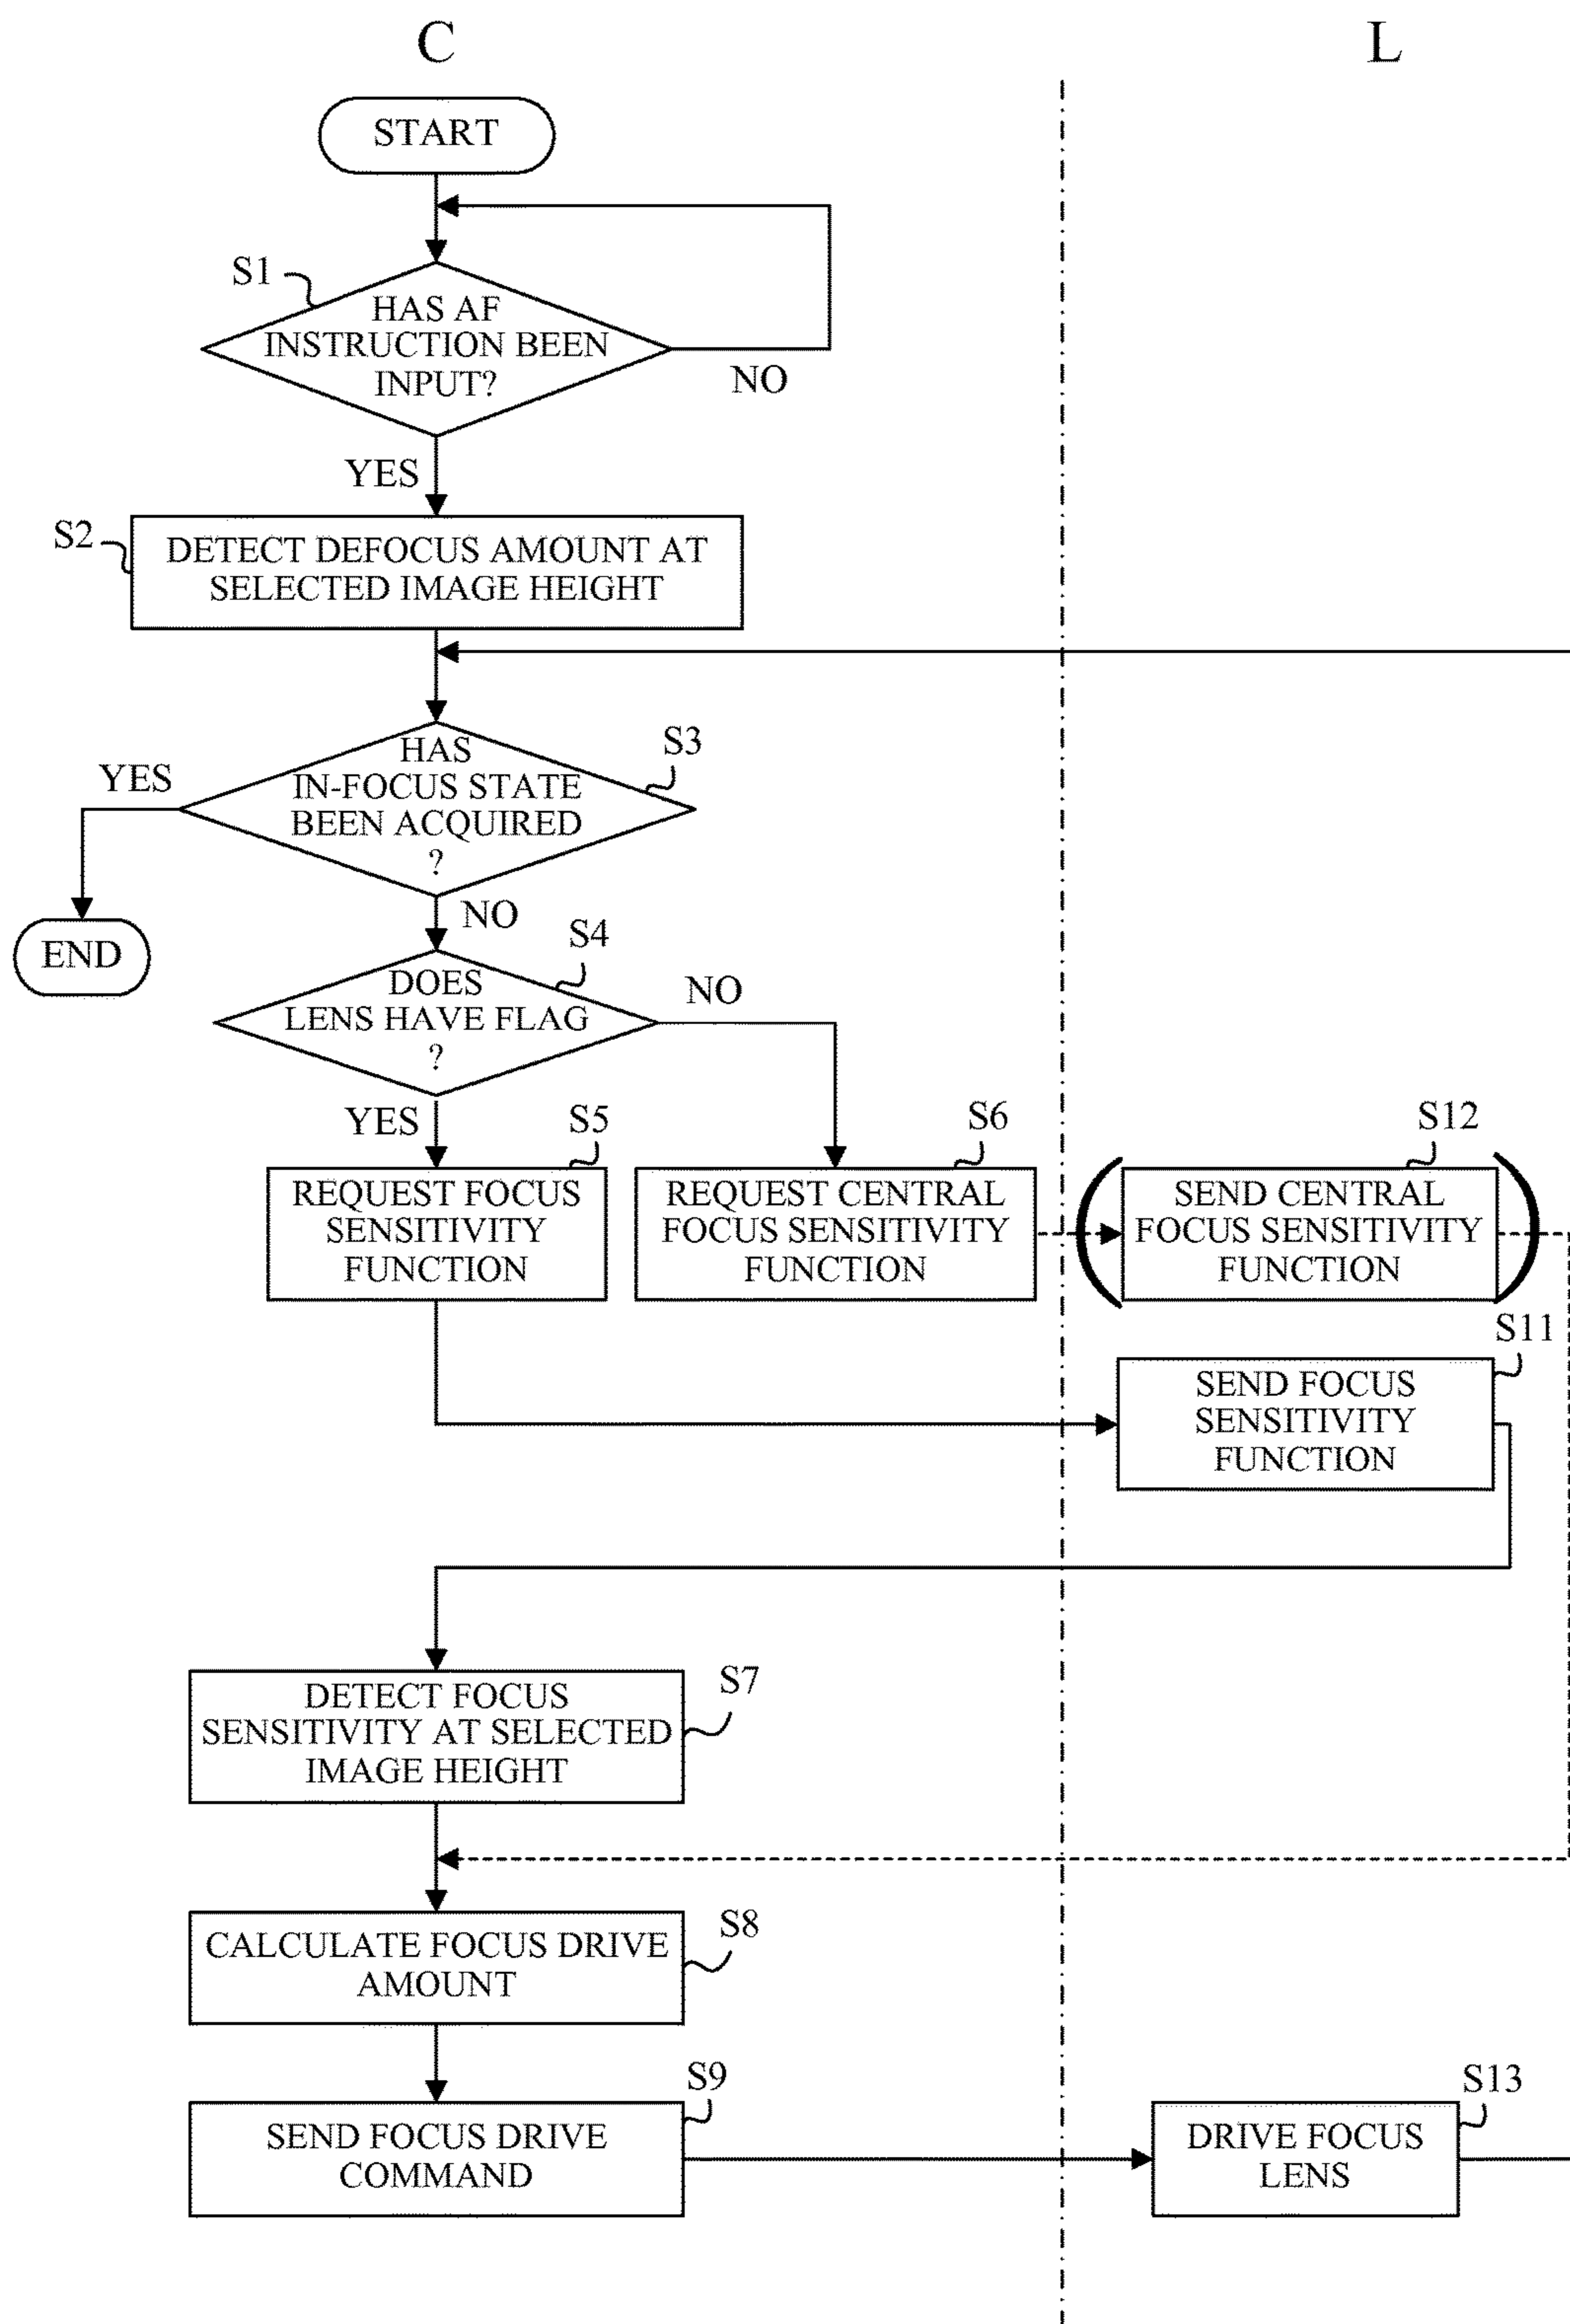 C
L
START
S1
HAS AF
INSTRUCTION BEEN
INPUT?
NO
YES
S2
DETECT DEFOCUS AMOUNT AT
SELECTED IMAGE HEIGHT
S3
HAS
IN-FOCUS STATE
BEEN ACQUIRED
?
YES
NO
END
S4
DOES
LENS HAVE FLAG
?
NO
YES
S5
REQUEST FOCUS
SENSITIVITY
FUNCTION
S6
REQUEST CENTRAL
FOCUS SENSITIVITY
FUNCTION
S12
SEND CENTRAL
FOCUS SENSITIVITY
FUNCTION
S11
SEND FOCUS
SENSITIVITY
FUNCTION
S7
DETECT FOCUS
SENSITIVITY AT SELECTED
IMAGE HEIGHT
S8
CALCULATE FOCUS DRIVE
AMOUNT
S9
SEND FOCUS DRIVE
COMMAND
S13
DRIVE FOCUS
LENS